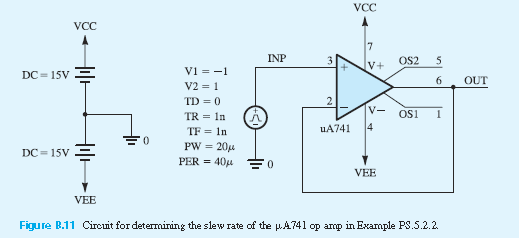 VCC
VCC
DC = 15V
V1 = −1
V2 = 1
TD = 0
TR = 1n
TF = 1n
PW = 20μ
PER = 40μ
INP
3
+
7
V+
OS2
5
6
OUT
2
−
V−
OS1
1
uA741
4
0
0
DC = 15V
VEE
VEE
Figure B.11 Circuit for determining the slew rate of the μA741 op amp in Example PS.5.2.2.